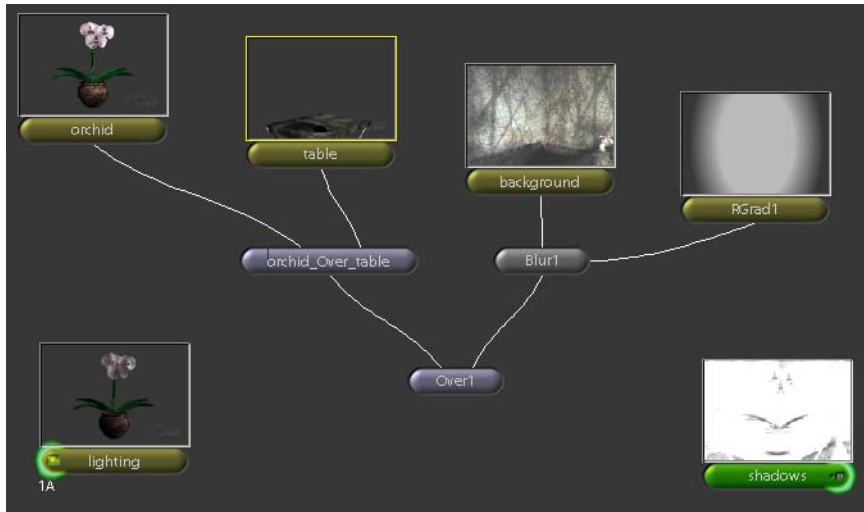 orchid
table
background
RGrad1
orchid_Over_table
Blur1
Over1
lighting
1A
shadows